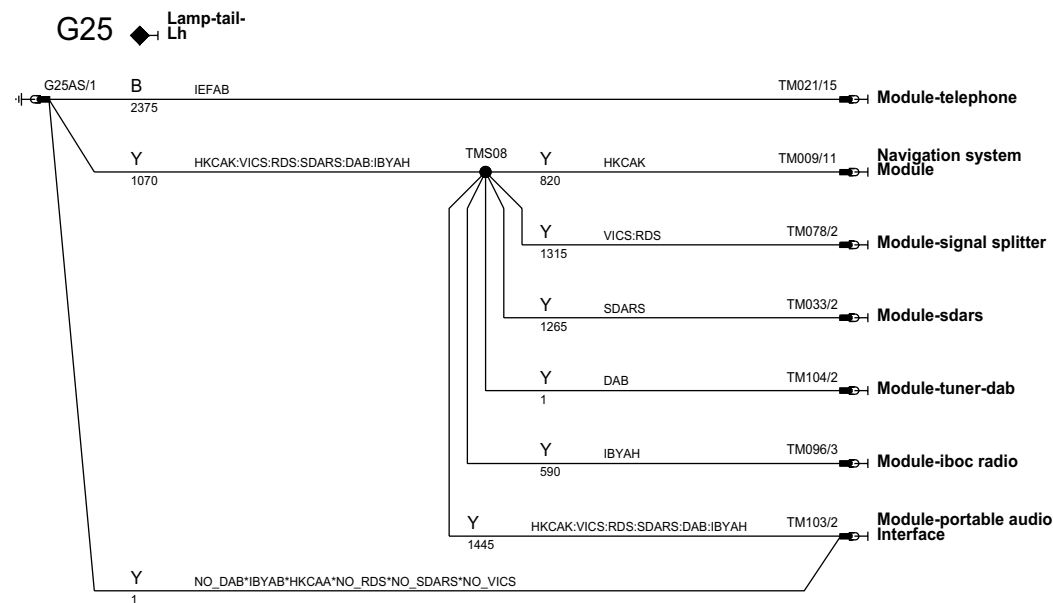 G25
Lamp-tail-
Lh
G25AS/1
B
IEFAB
2375
TM021/15
Module-telephone
Y
HKCAK:VICS:RDS:SDARS:DAB:IBYAH
1070
TMS08
Y
HKCAK
820
TM009/11
Navigation system
Module
Y
VICS:RDS
1315
TM078/2
Module-signal splitter
Y
SDARS
1265
TM033/2
Module-sdars
Y
DAB
1
TM104/2
Module-tuner-dab
Y
IBYAH
590
TM096/3
Module-iboc radio
Y
HKCAK:VICS:RDS:SDARS:DAB:IBYAH
1445
TM103/2
Module-portable audio
Interface
Y
NO_DAB*IBYAB*HKCAA*NO_RDS*NO_SDARS*NO_VICS
1